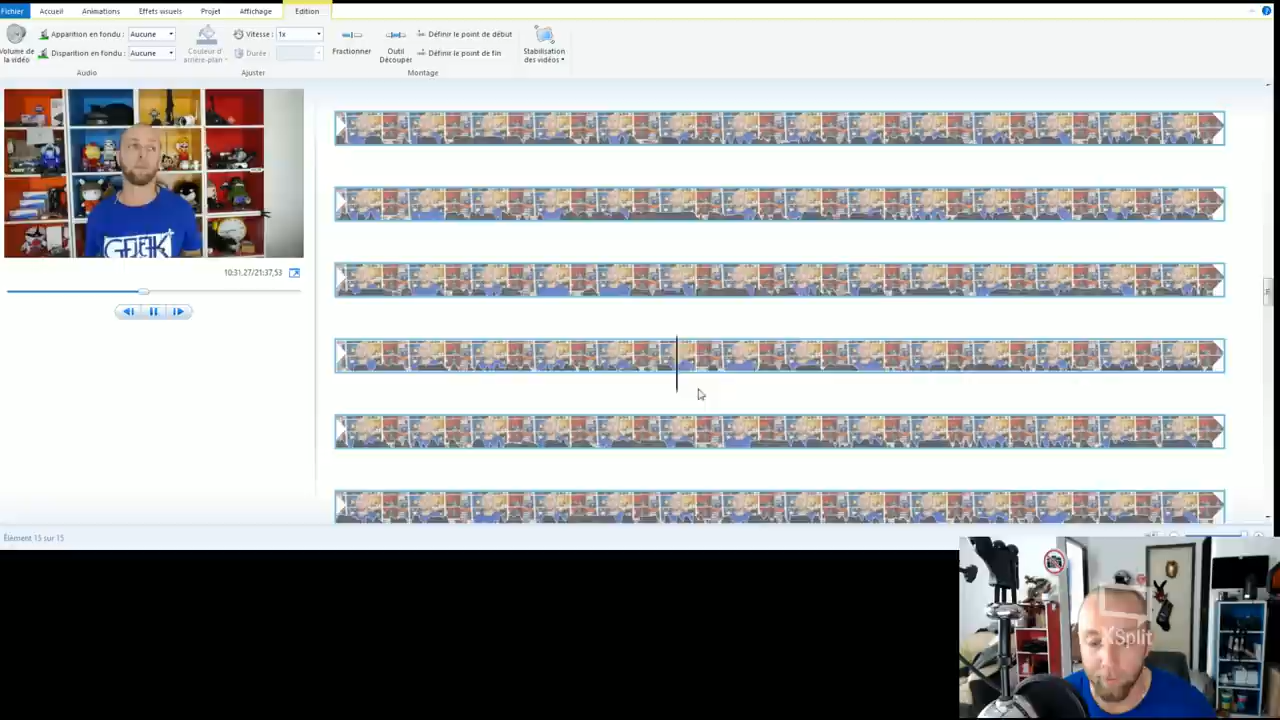 Fichier Accueil Animations Effets visuels Projet Affichage Edition
Volume de la vidéo
Apparition en fondu : Aucune
Disparition en fondu : Aucune
Couleur d'arrière-plan
Vitesse : 1x
Durée :
Fractionner
Outil Découper
Définir le point de début
Définir le point de fin
Stabilisation des vidéos
Audio Ajuster Montage
GEEK
10:31,27/21:37,53
Élément 15 sur 15
XSplit